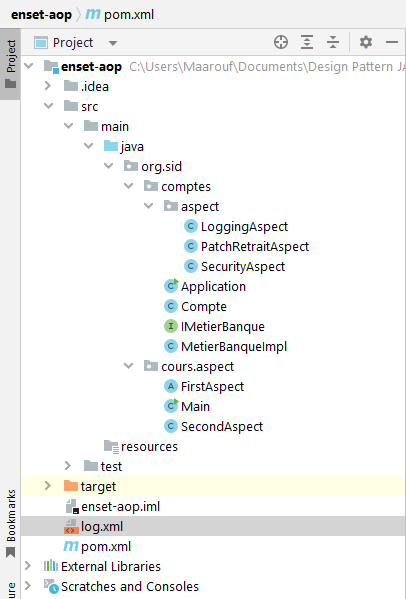 enset-aop pom.xml
Project
Project
enset-aop C:\Users\Maarouf\Documents\Design Pattern JA
.idea
src
main
java
org.sid
comptes
aspect
LoggingAspect
PatchRetraitAspect
SecurityAspect
Application
Compte
IMetierBanque
MetierBanqueImpl
cours.aspect
FirstAspect
Main
SecondAspect
resources
test
target
enset-aop.iml
log.xml
pom.xml
External Libraries
Scratches and Consoles
Bookmarks